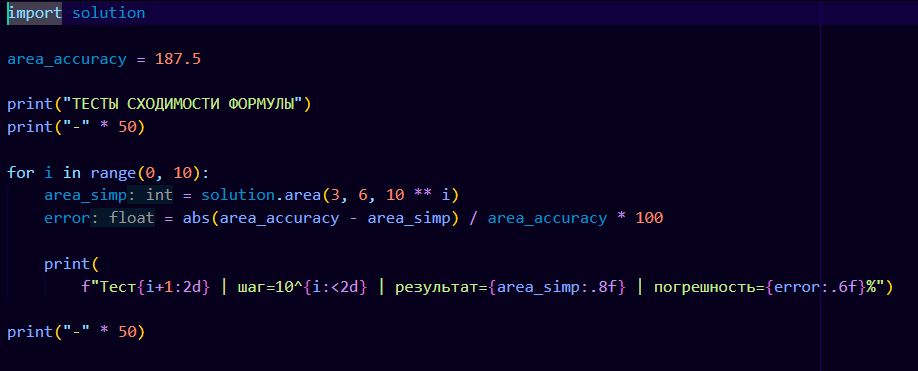 import solution
area_accuracy = 187.5
print("ТЕСТЫ СХОДИМОСТИ ФОРМУЛЫ")
print("-" * 50)
for i in range(0, 10):
    area_simp: int = solution.area(3, 6, 10 ** i)
    error: float = abs(area_accuracy - area_simp) / area_accuracy * 100
    print(
        f"Тест{i+1:2d} | шаг=10^{i:<2d} | результат={area_simp:.8f} | погрешность={error:.6f}%")
print("-" * 50)